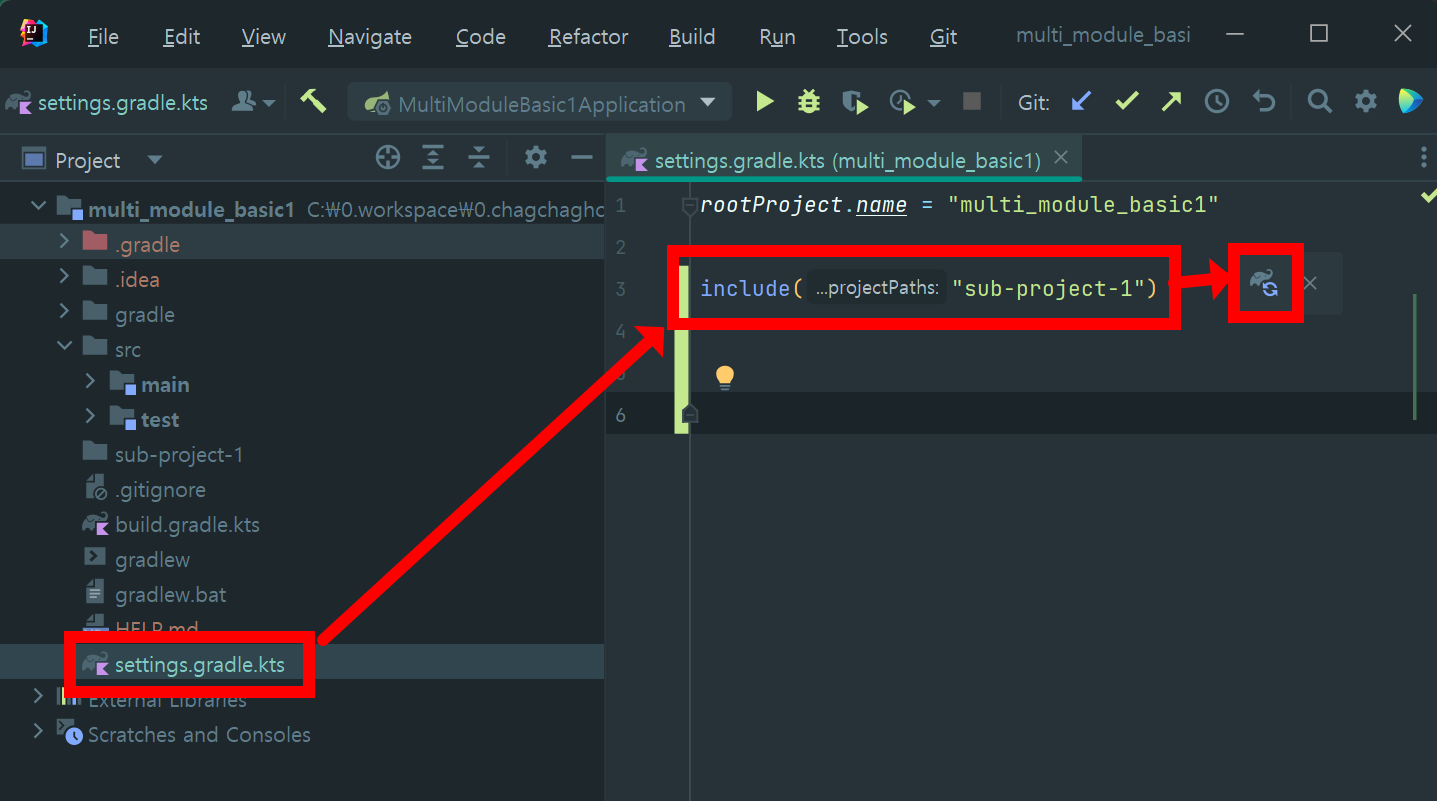 IJ File Edit View Navigate Code Refactor Build Run Tools Git multi_module_basi
settings.gradle.kts MultiModuleBasic1Application Git:
Project
settings.gradle.kts (multi_module_basic1)
multi_module_basic1 C:₩0.workspace₩0.chagchagho
.gradle
.idea
gradle
src
main
test
sub-project-1
.gitignore
build.gradle.kts
gradlew
gradlew.bat
HELP.md
settings.gradle.kts
External Libraries
Scratches and Consoles
1 rootProject.name = "multi_module_basic1"
2
3 include( ...projectPaths: "sub-project-1")
4
5
6